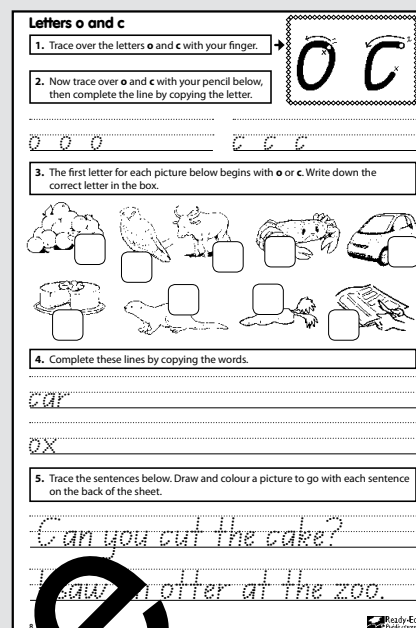 Letters o and c
1. Trace over the letters o and c with your finger.
2. Now trace over o and c with your pencil below,
then complete the line by copying the letter.
o c
o o o c c c
3. The first letter for each picture below begins with o or c. Write down the
correct letter in the box.
4. Complete these lines by copying the words.
car
ox
5. Trace the sentences below. Draw and colour a picture to go with each sentence
on the back of the sheet.
Can you cut the cake?
I saw otter at the zoo.
8